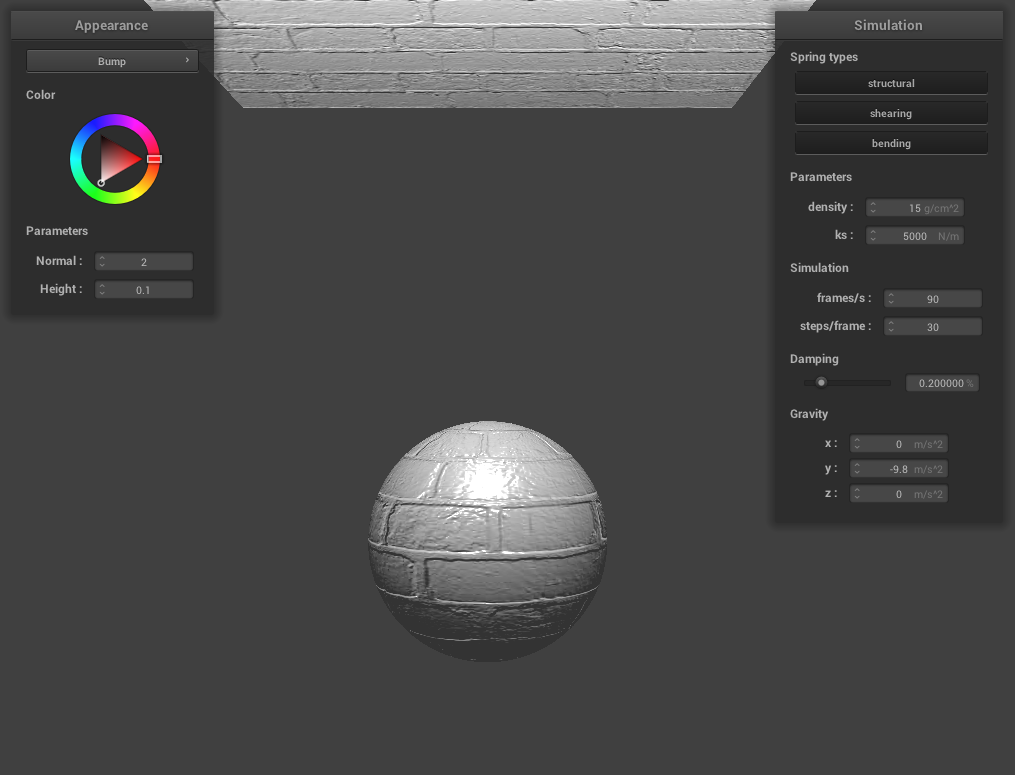 Appearance
Bump
Color
Parameters
Normal : 2
Height : 0.1
Simulation
Spring types
structural
shearing
bending
Parameters
density : 15 g/cm^2
ks : 5000 N/m
Simulation
frames/s : 90
steps/frame : 30
Damping
0.200000 %
Gravity
x : 0 m/s^2
y : -9.8 m/s^2
z : 0 m/s^2